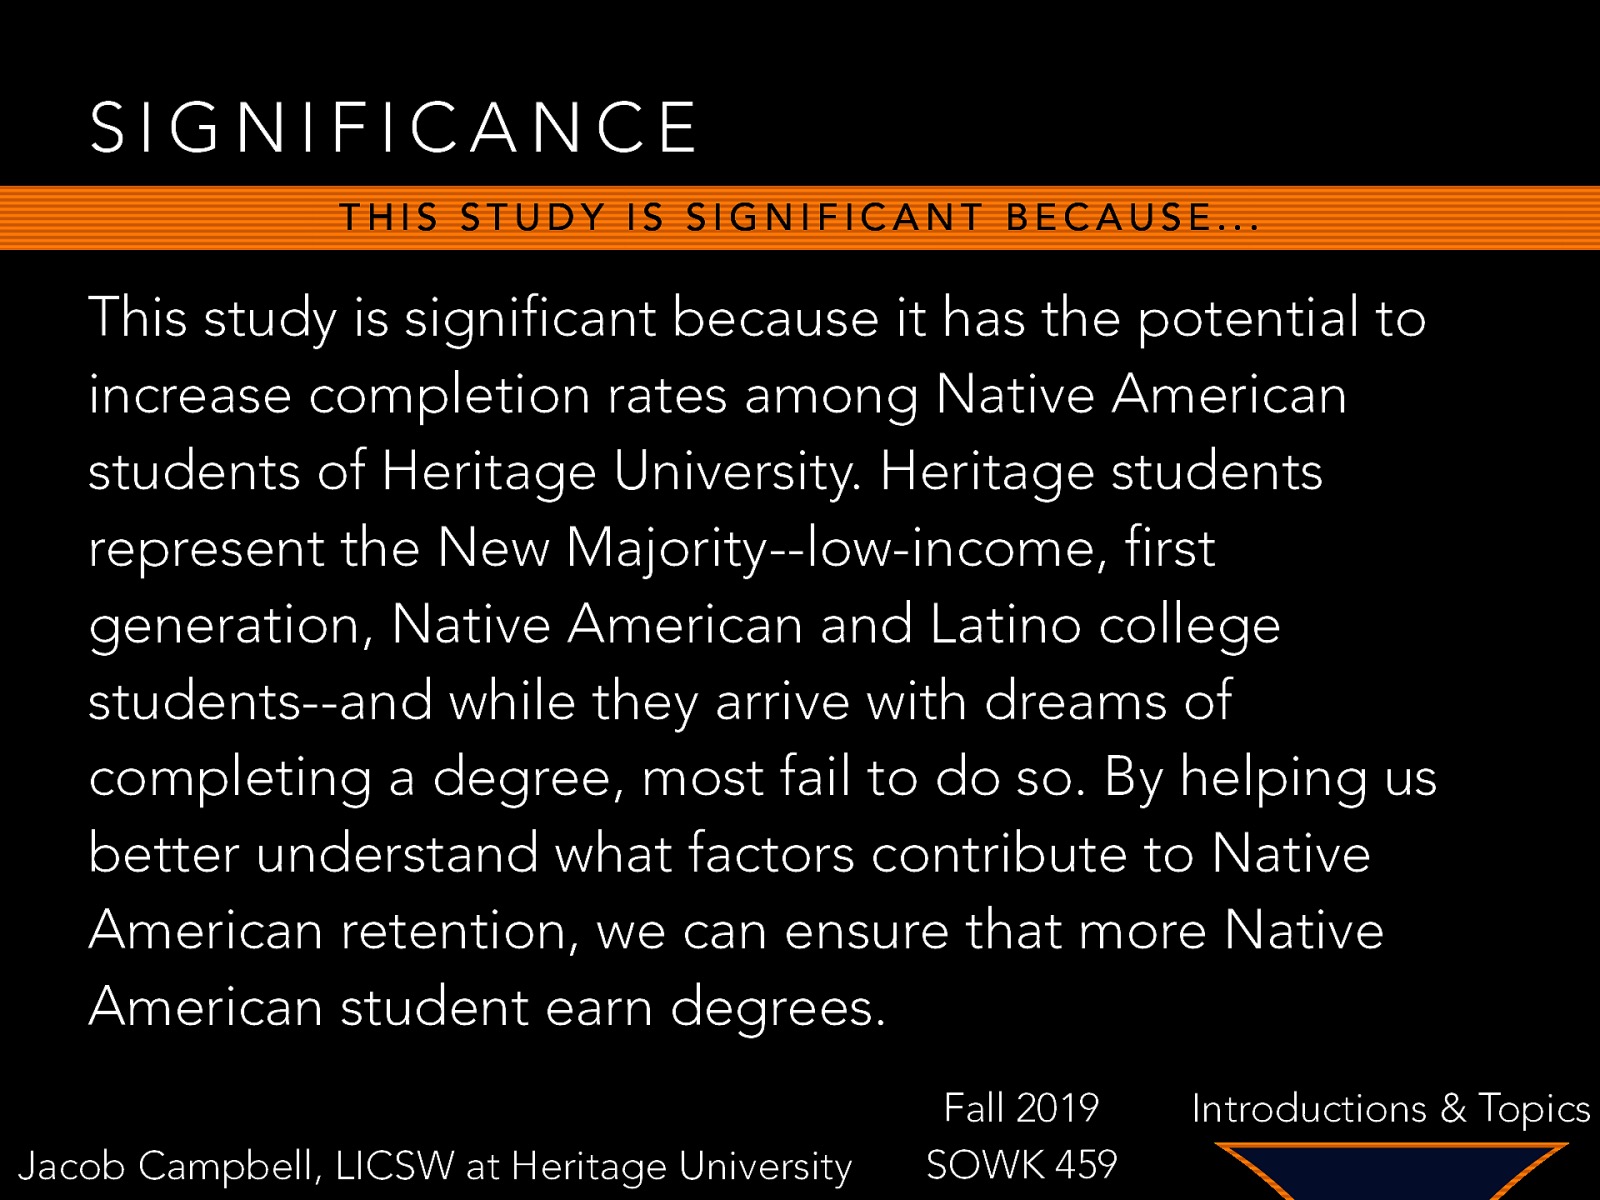 SIGNIFICANCE
THIS STUDY IS SIGNIFICANT BECAUSE...
This study is significant because it has the potential to
increase completion rates among Native American
students of Heritage University. Heritage students
represent the New Majority--low-income, first
generation, Native American and Latino college
students--and while they arrive with dreams of
completing a degree, most fail to do so. By helping us
better understand what factors contribute to Native
American retention, we can ensure that more Native
American student earn degrees.
Fall 2019
Introductions & Topics
Jacob Campbell, LICSW at Heritage University
SOWK 459